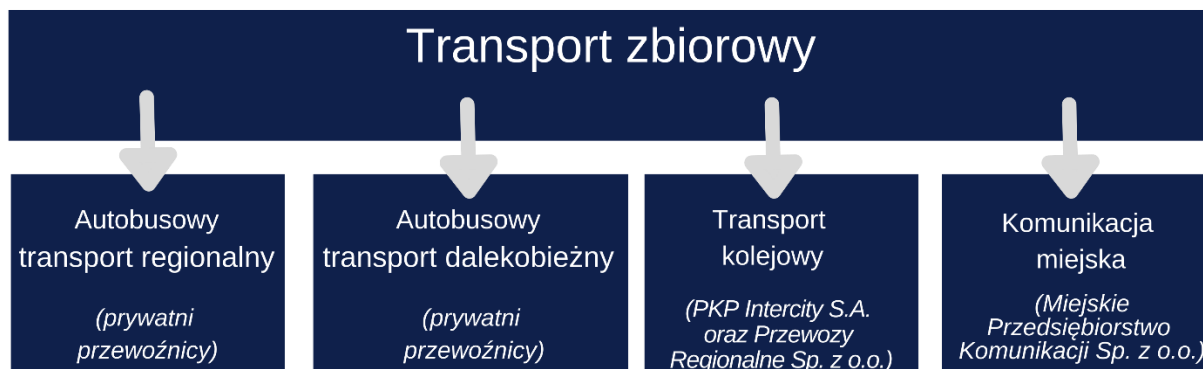 Transport zbiorowy
Autobusowy
transport regionalny
(prywatni
przewoźnicy)
Autobusowy
transport dalekobieżny
(prywatni
przewoźnicy)
Transport
kolejowy
(PKP Intercity S.A.
oraz Przewozy
Regionalne Sp. z o.o.)
Komunikacja
miejska
(Miejskie
Przedsiębiorstwo
Komunikacji Sp. z o.o.)